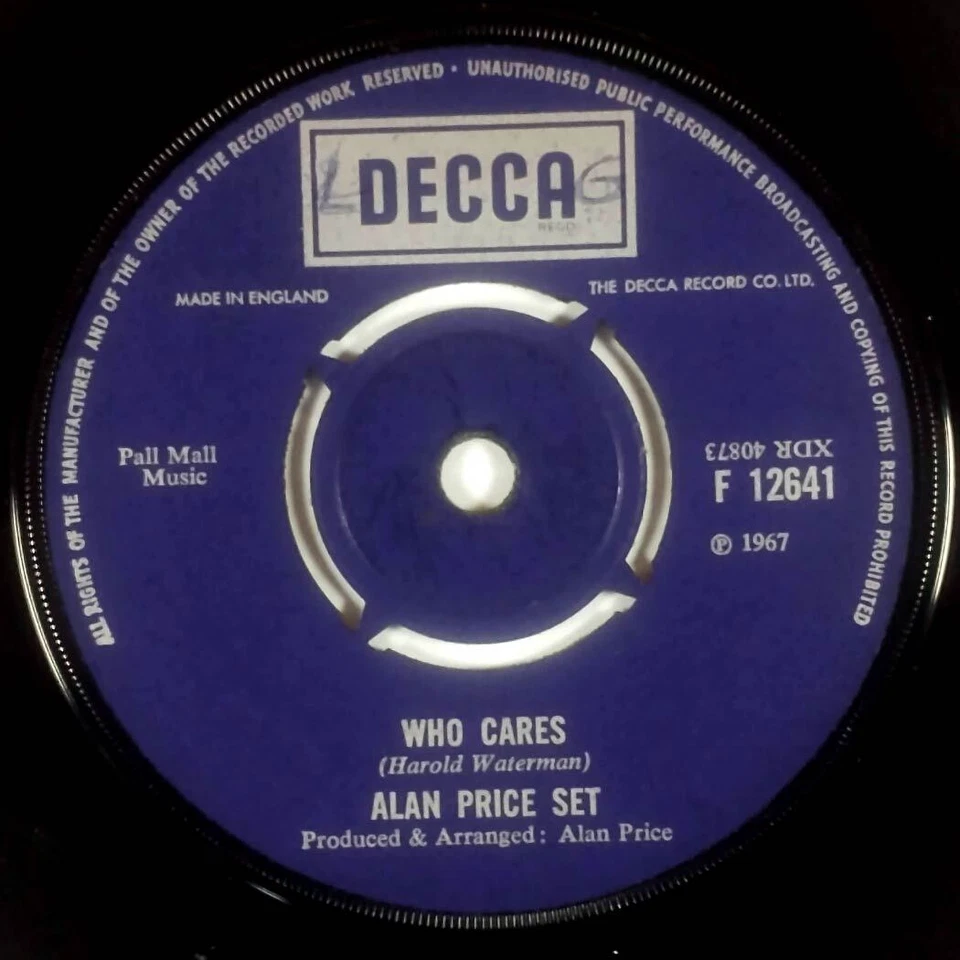 ALL RIGHTS OF THE MANUFACTURER AND OF THE OWNER OF THE RECORDED WORK RESERVED · UNAUTHORISED PUBLIC PERFORMANCE BROADCASTING AND COPYING OF THIS RECORD PROHIBITED
L DECCA G
REGD
MADE IN ENGLAND
THE DECCA RECORD CO. LTD.
Pall Mall
Music
XDR 40873
F 12641
℗ 1967
WHO CARES
(Harold Waterman)
ALAN PRICE SET
Produced & Arranged: Alan Price